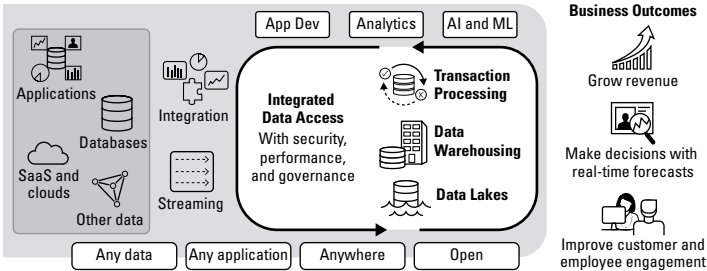 App Dev
Analytics
AI and ML
Applications
Databases
SaaS and
clouds
Other data
Integration
Streaming
Integrated
Data Access
With security,
performance,
and governance
Transaction
Processing
Data
Warehousing
Data Lakes
Any data
Any application
Anywhere
Open
Business Outcomes
Grow revenue
Make decisions with
real-time forecasts
Improve customer and
employee engagement